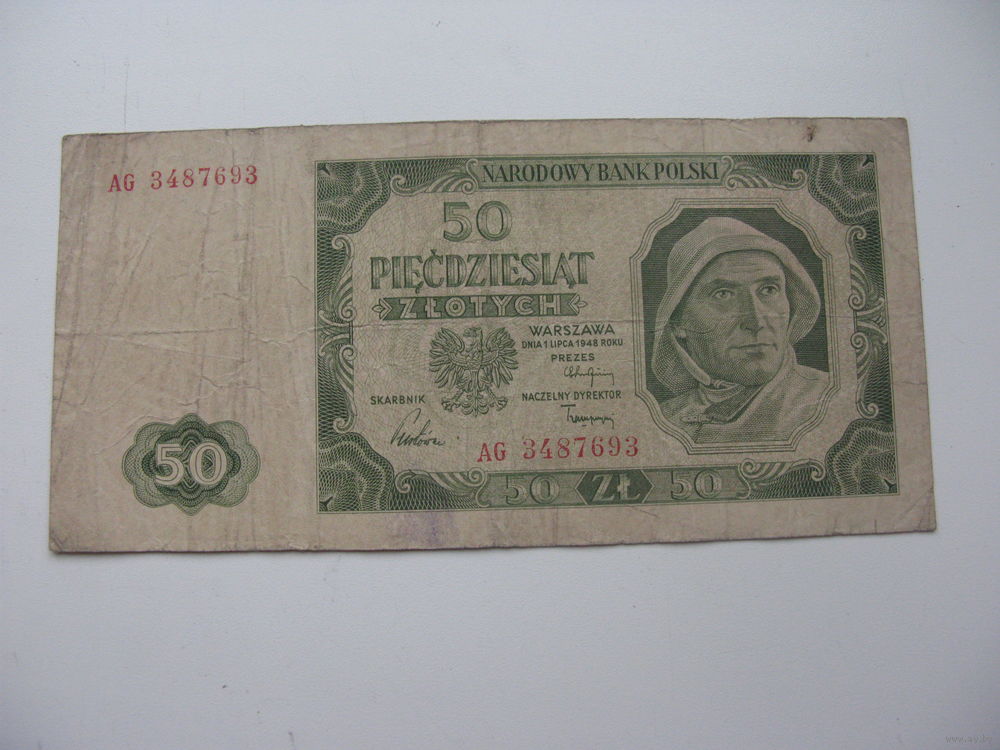 AG 3487693
NARODOWY BANK POLSKI
50
PIĘĆDZIESIĄT
ZŁOTYCH
WARSZAWA
DNIA 1 LIPCA 1948 ROKU
PREZES
SKARBNIK
NACZELNY DYREKTOR
AG 3487693
50
50 ZŁ 50